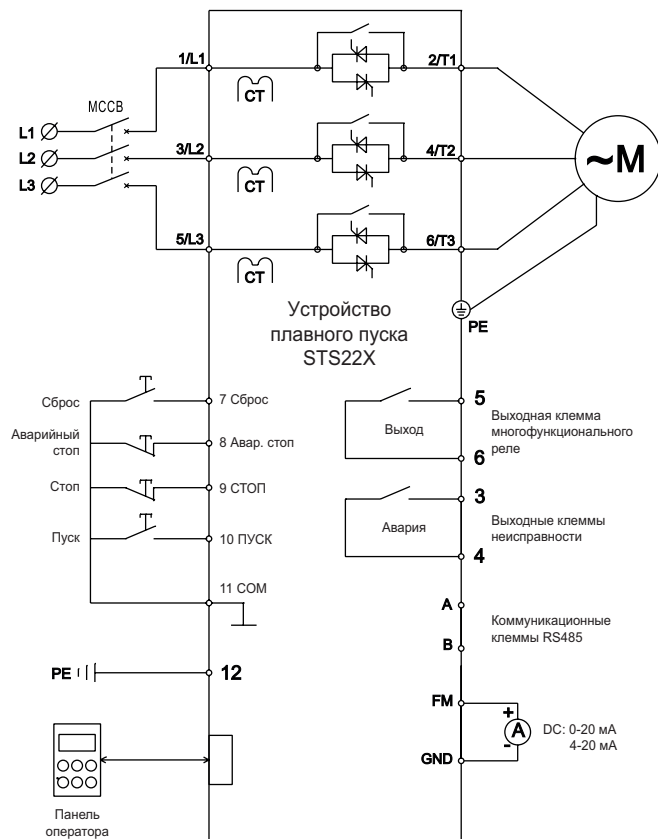 1/L1
2/T1
CT
MCCB
L1
L2
L3
3/L2
4/T2
CT
~M
5/L3
6/T3
CT
Устройство
плавного пуска
STS22X
PE
Сброс
7 Сброс
Аварийный
стоп
8 Авар. стоп
Стоп
9 СТОП
Пуск
10 ПУСК
11 COM
PE
12
Панель
оператора
5
Выход
6
Выходная клемма
многофункционального
реле
3
Авария
4
Выходные клеммы
неисправности
A
B
Коммуникационные
клеммы RS485
FM
+
A
-
GND
DC: 0-20 мА
4-20 мА